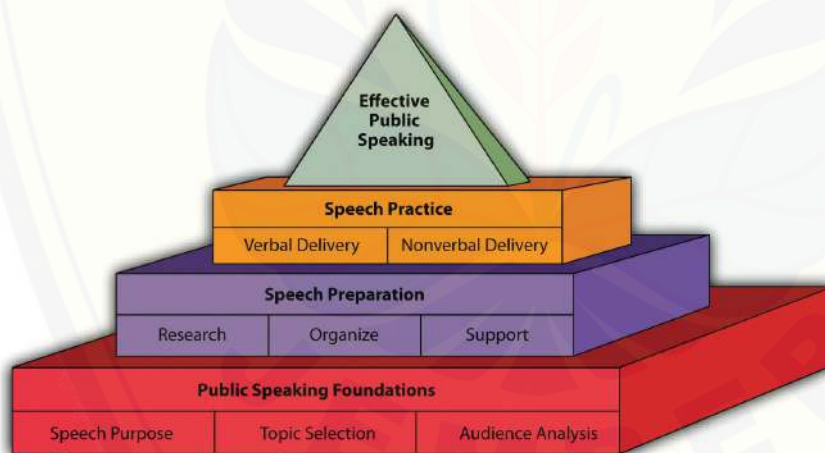 Effective
Public
Speaking
Speech Practice
Verbal Delivery Nonverbal Delivery
Speech Preparation
Research Organize Support
Public Speaking Foundations
Speech Purpose Topic Selection Audience Analysis